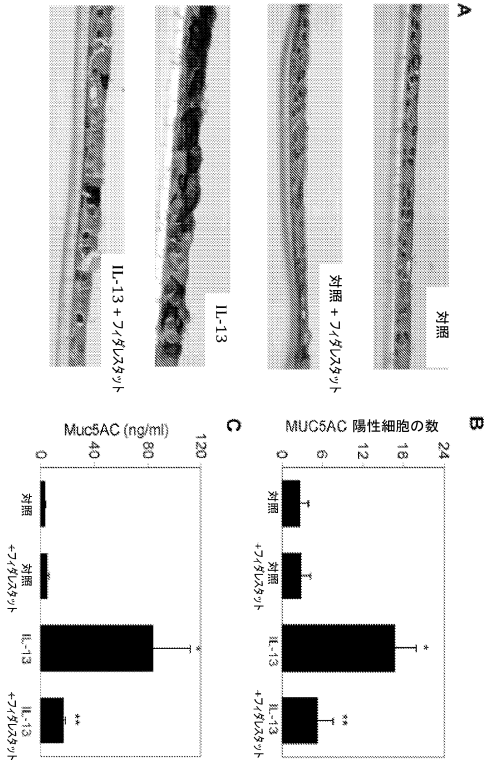 A
対照
対照 + フィダレスタット
IL-13
IL-13 + フィダレスタット
B
MUC5AC 陽性細胞の数
24
18
12
6
0
対照
対照
+フィダレスタット
IL-13
IL-13
+フィダレスタット
*
**
C
Muc5AC (ng/ml)
120
80
40
0
対照
対照
+フィダレスタット
IL-13
IL-13
+フィダレスタット
*
**